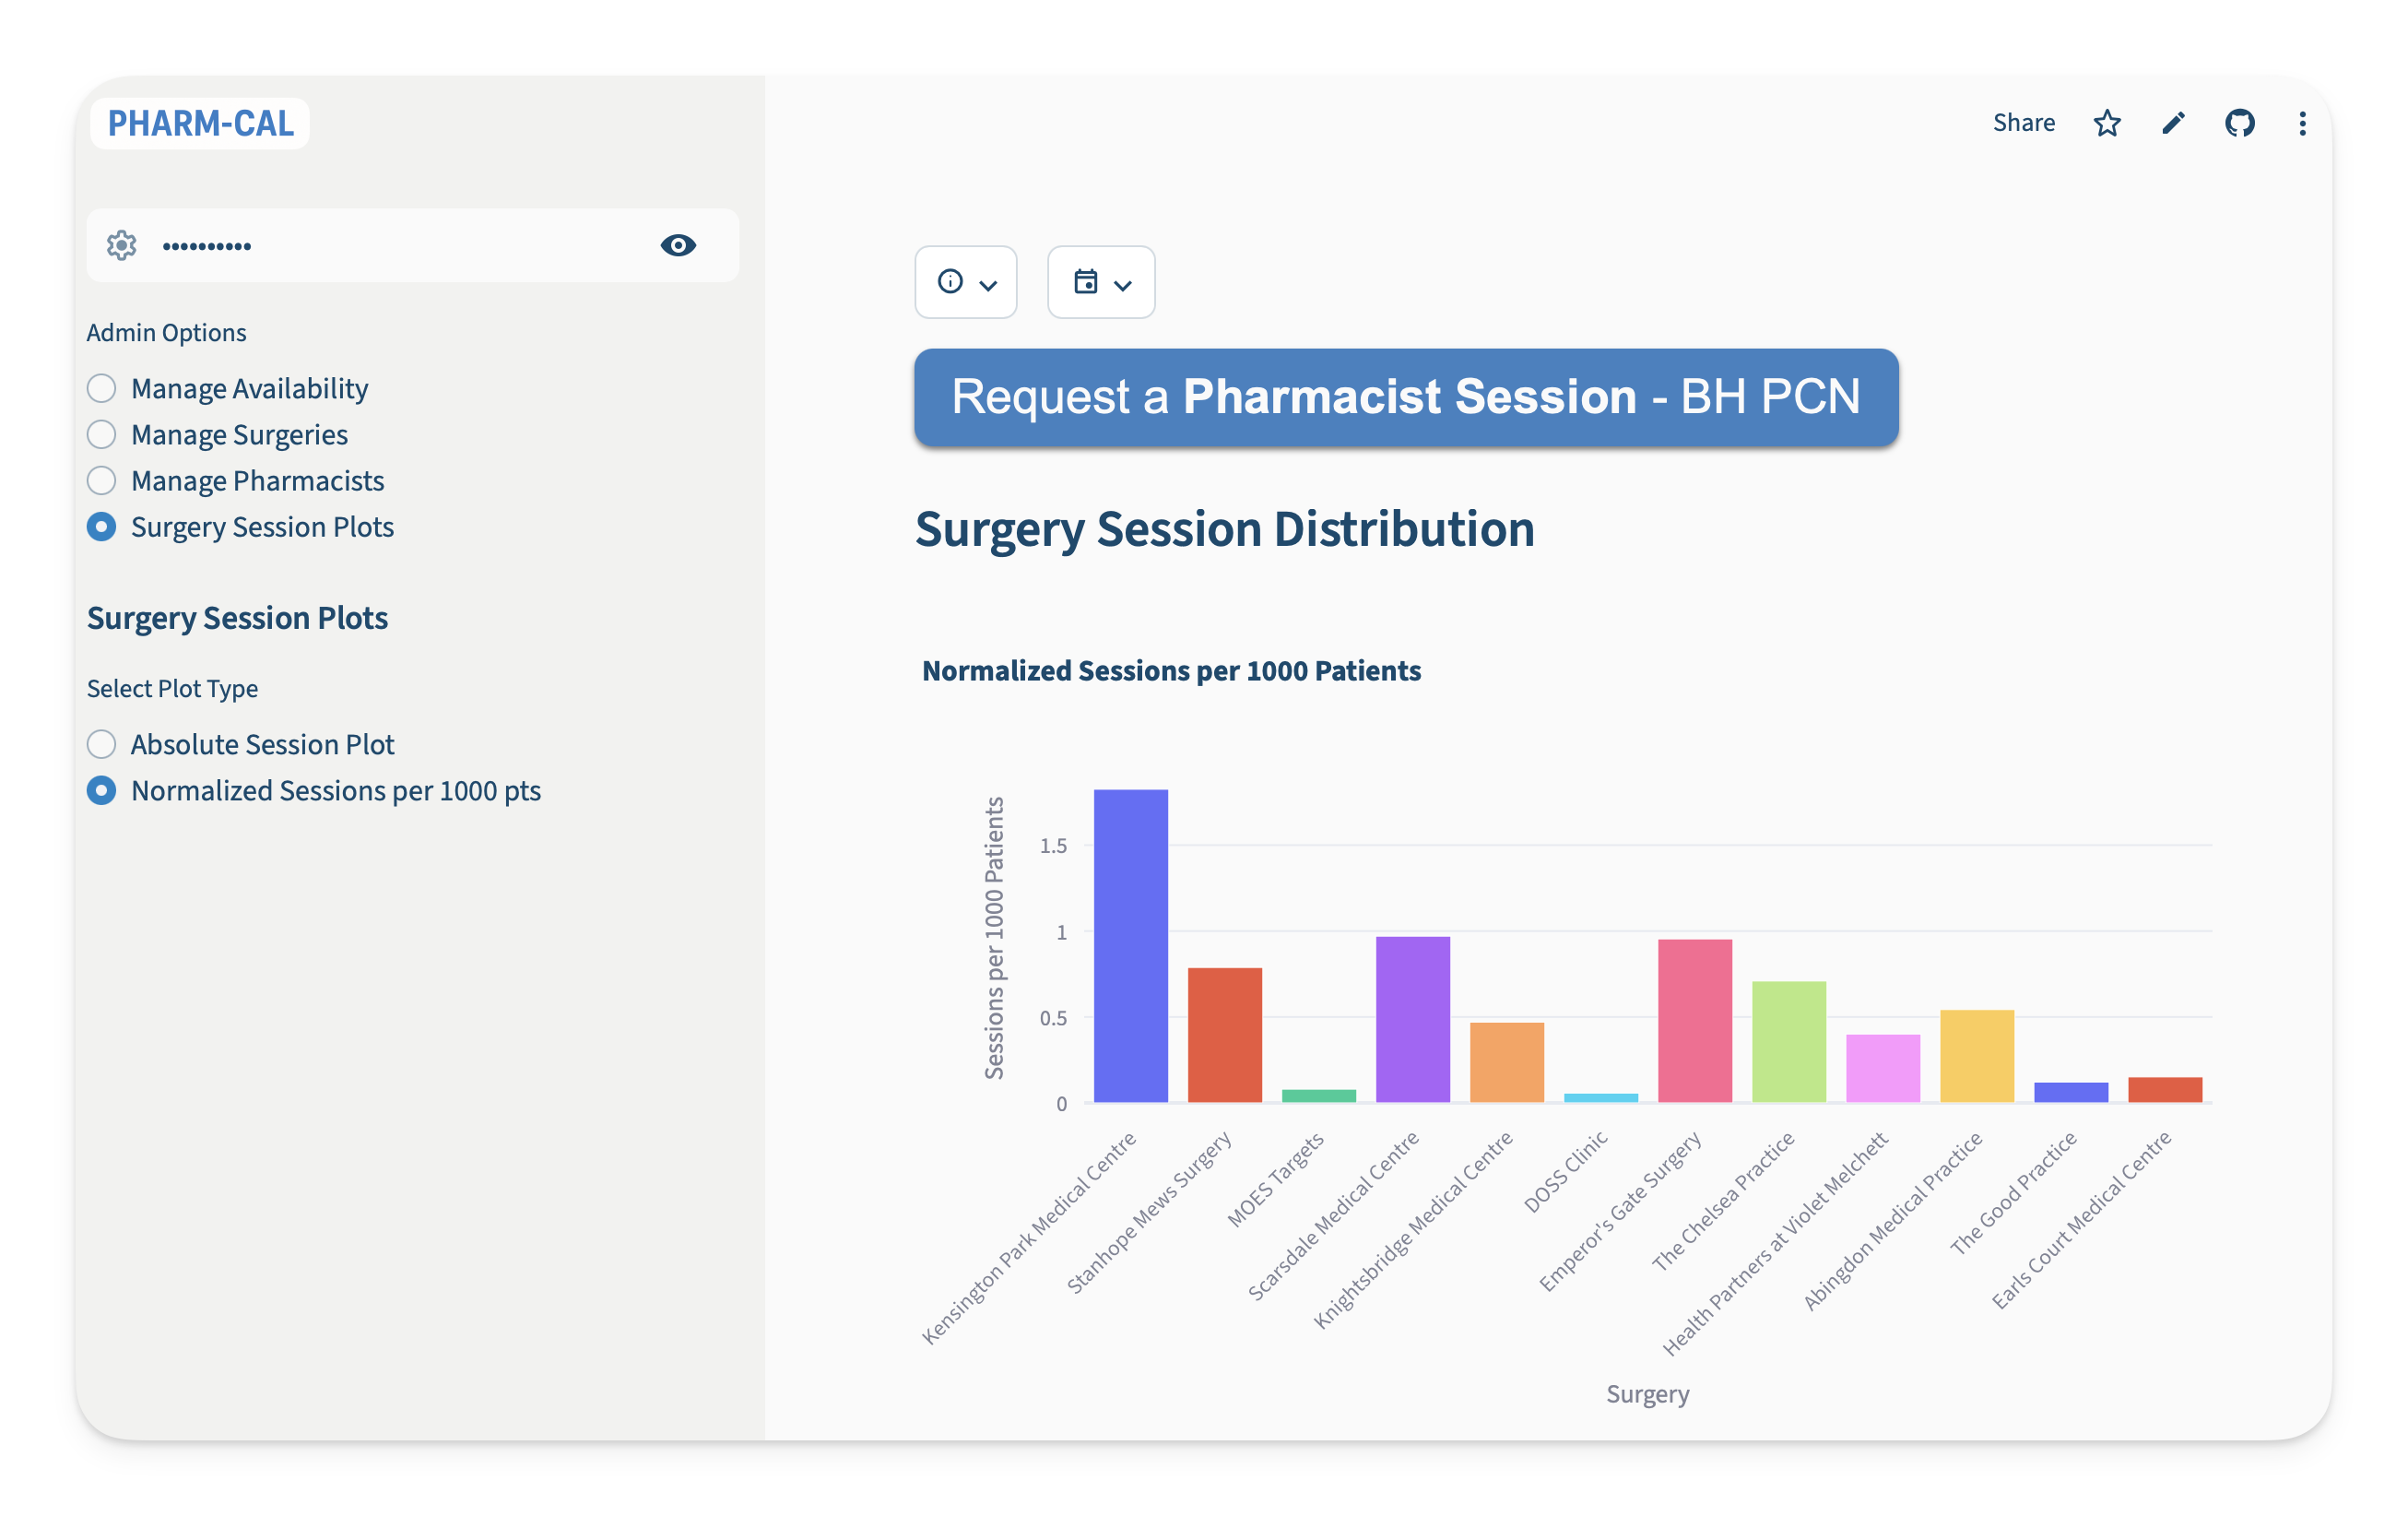 PHARM-CAL
Share
••••••••••
Admin Options
Manage Availability
Manage Surgeries
Manage Pharmacists
Surgery Session Plots
Surgery Session Plots
Select Plot Type
Absolute Session Plot
Normalized Sessions per 1000 pts
Request a Pharmacist Session - BH PCN
Surgery Session Distribution
Normalized Sessions per 1000 Patients
Sessions per 1000 Patients
1.5
1
0.5
0
Kensington Park Medical Centre
Stanhope Mews Surgery
MOES Targets
Scarsdale Medical Centre
Knightsbridge Medical Centre
DOSS Clinic
Emperor's Gate Surgery
The Chelsea Practice
Health Partners at Violet Melchett
Abingdon Medical Practice
The Good Practice
Earls Court Medical Centre
Surgery